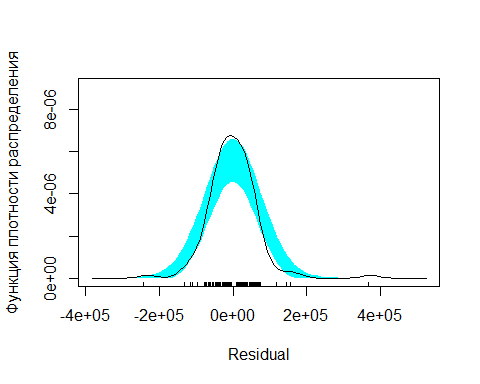 Функция плотности распределения
8e-06
4e-06
0e+00
-4e+05 -2e+05 0e+00 2e+05 4e+05
Residual